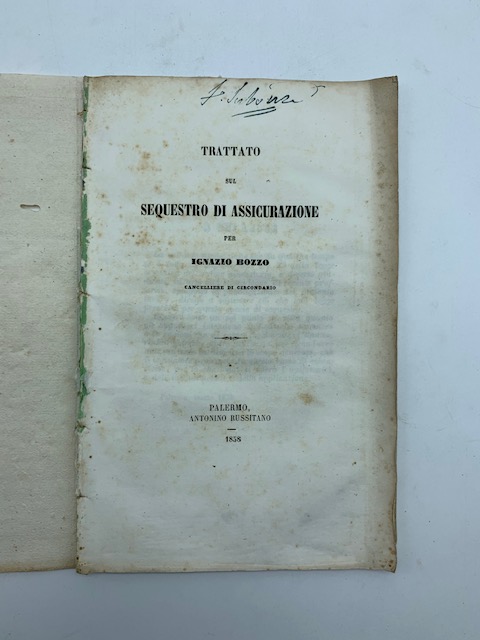 TRATTATO
SUL
SEQUESTRO DI ASSICURAZIONE
PER
IGNAZIO BOZZO
CANCELLIERE DI CIRCONDARIO
PALERMO,
ANTONINO RUSSITANO
1858